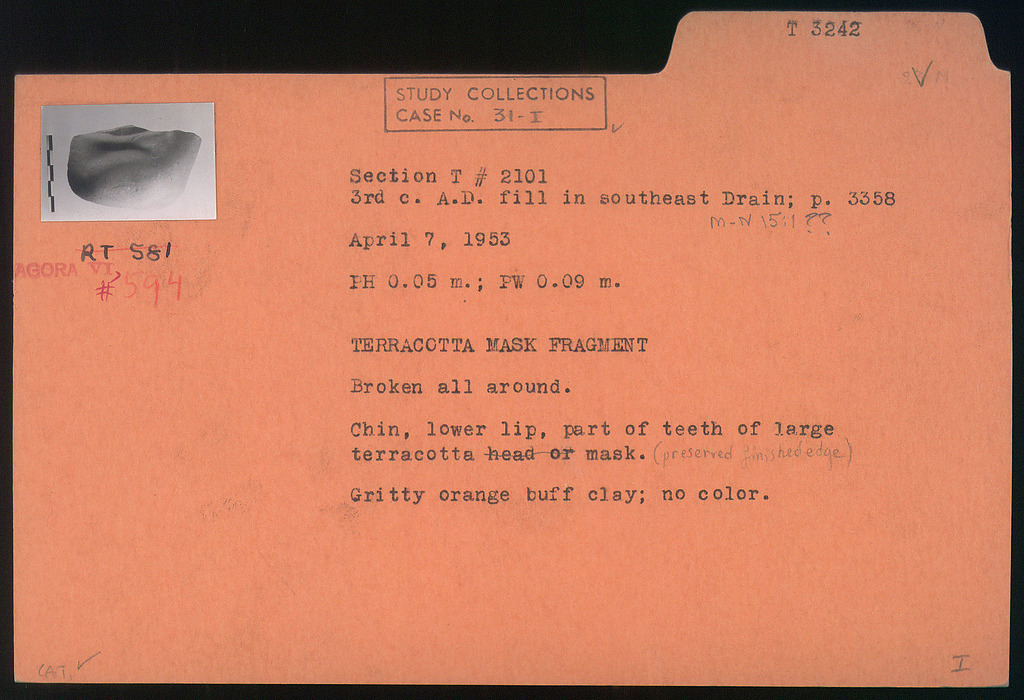 T 3242
STUDY COLLECTIONS
CASE No. 31-I
Section T # 2101
3rd c. A.D. fill in southeast Drain; p. 3358
M-N 15:1 ??
April 7, 1953
RT 581
AGORA VI
#594
PH 0.05 m.; PW 0.09 m.
TERRACOTTA MASK FRAGMENT
Broken all around.
Chin, lower lip, part of teeth of large
terracotta head or mask. (preserved finished edge)
Gritty orange buff clay; no color.
CAT. ✓
I